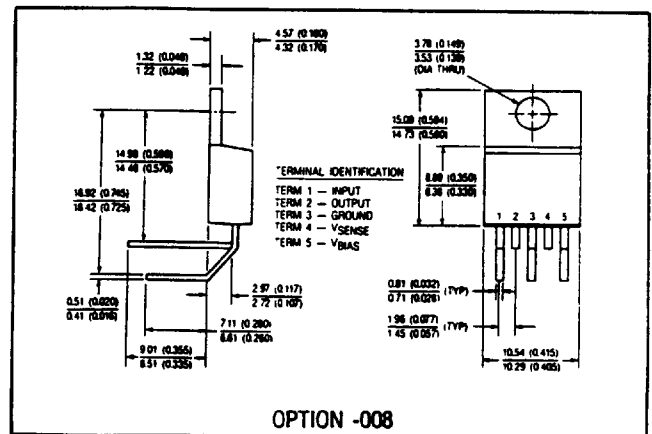 4.57 (0.180)
4.32 (0.170)
1.32 (0.048)
1.22 (0.048)
3.78 (0.149)
3.53 (0.139)
(DIA THRU)
15.09 (0.594)
14.73 (0.580)
14.98 (0.590)
14.48 (0.570)
18.92 (0.745)
18.42 (0.725)
8.89 (0.350)
8.38 (0.330)
TERMINAL IDENTIFICATION
TERM 1 – INPUT
TERM 2 – OUTPUT
TERM 3 – GROUND
TERM 4 – VSENSE
TERM 5 – VBIAS
1 2 3 4 5
0.51 (0.020)
0.41 (0.016)
2.97 (0.117)
2.72 (0.107)
0.81 (0.032)
0.71 (0.028) (TYP)
7.11 (0.280)
6.61 (0.260)
1.96 (0.077)
1.45 (0.057) (TYP)
9.01 (0.355)
8.51 (0.335)
10.54 (0.415)
10.29 (0.405)
OPTION -008